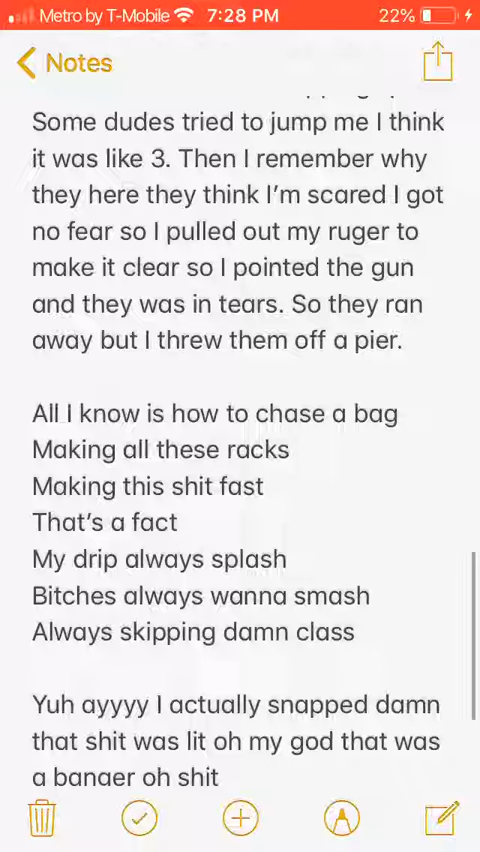 Metro by T-Mobile 7:28 PM 22%
Notes
Some dudes tried to jump me I think
it was like 3. Then I remember why
they here they think I'm scared I got
no fear so I pulled out my ruger to
make it clear so I pointed the gun
and they was in tears. So they ran
away but I threw them off a pier.
All I know is how to chase a bag
Making all these racks
Making this shit fast
That's a fact
My drip always splash
Bitches always wanna smash
Always skipping damn class
Yuh ayyyy I actually snapped damn
that shit was lit oh my god that was
a banger oh shit